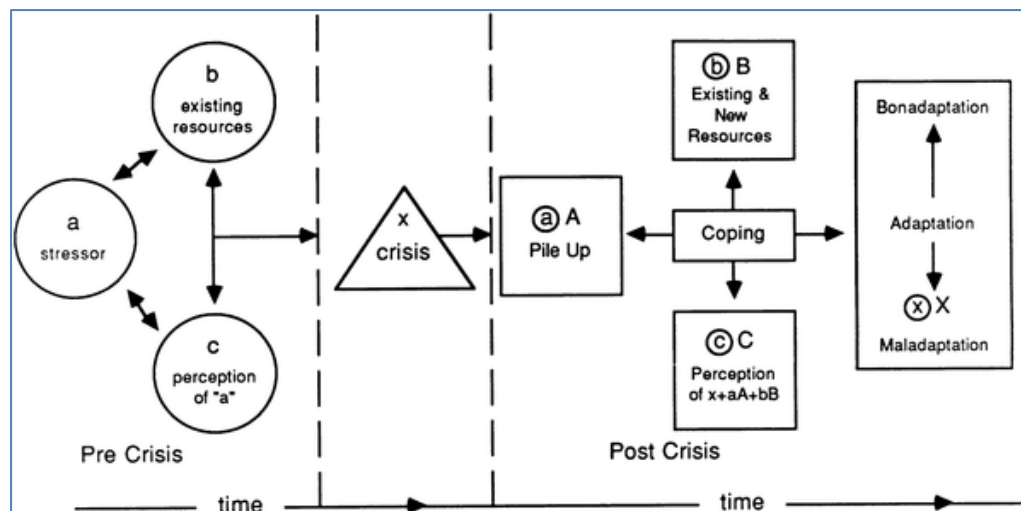 b
existing
resources
a
stressor
c
perception
of "a"
Pre Crisis
x
crisis
ⓐ A
Pile Up
ⓑ B
Existing &
New
Resources
Coping
ⓒ C
Perception
of x+aA+bB
Post Crisis
Bonadaptation
Adaptation
ⓧ X
Maladaptation
time
time